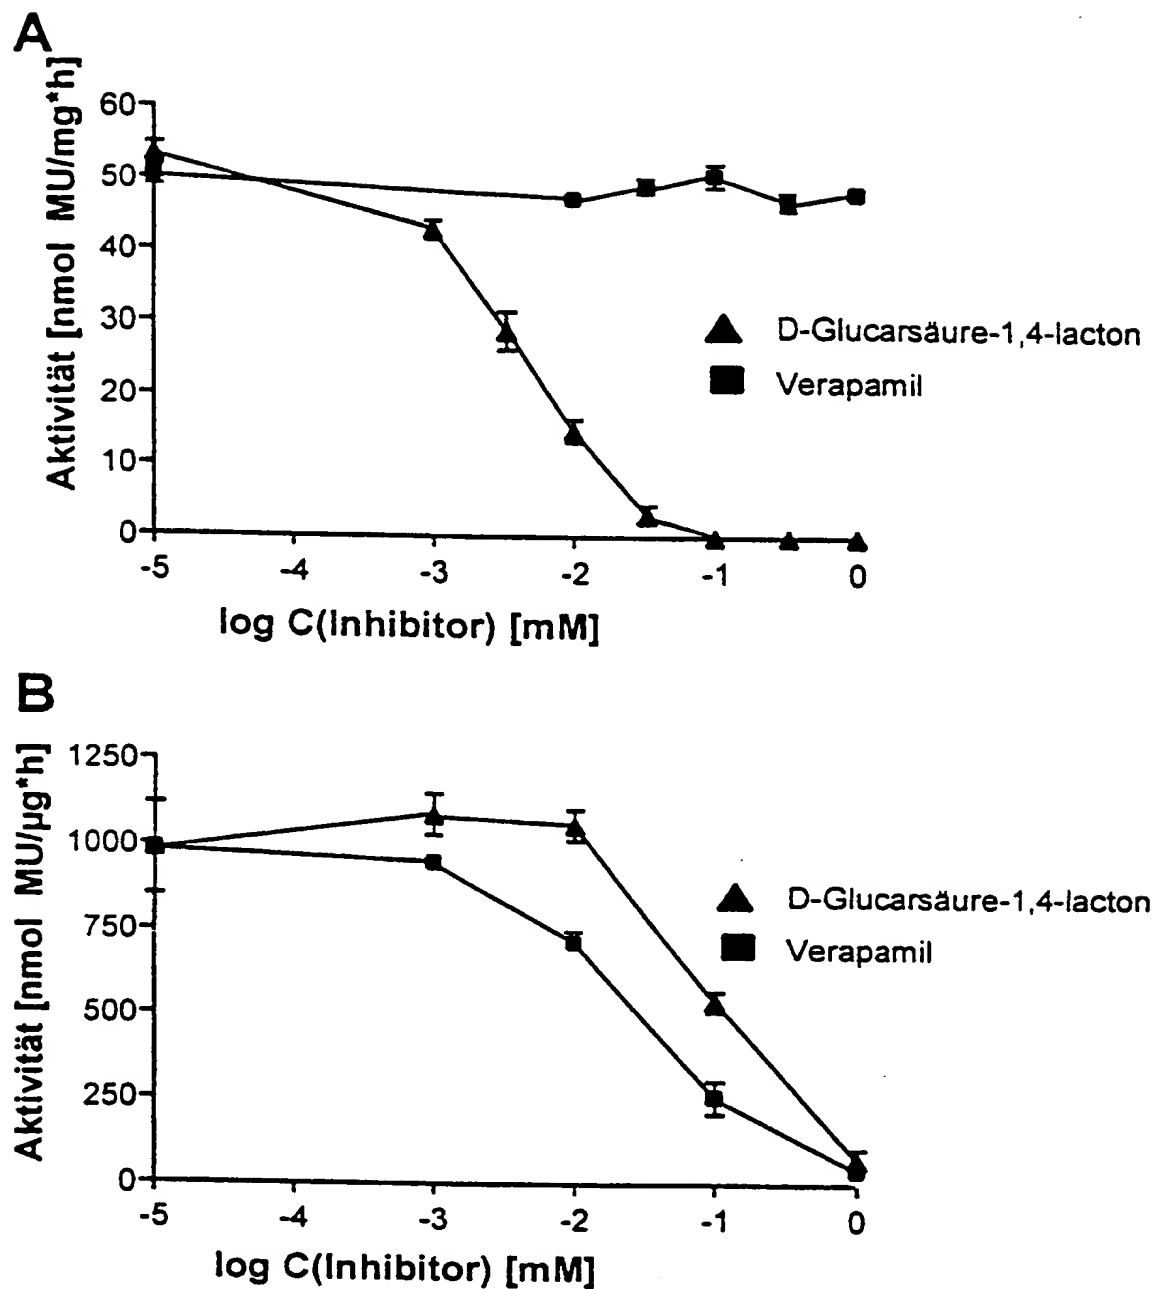 A
Aktivität [nmol MU/mg*h]
60
50
40
30
20
10
0
-5 -4 -3 -2 -1 0
log C(Inhibitor) [mM]
D-Glucarsäure-1,4-lacton
Verapamil
B
Aktivität [nmol MU/µg*h]
1250
1000
750
500
250
0
-5 -4 -3 -2 -1 0
log C(Inhibitor) [mM]
D-Glucarsäure-1,4-lacton
Verapamil